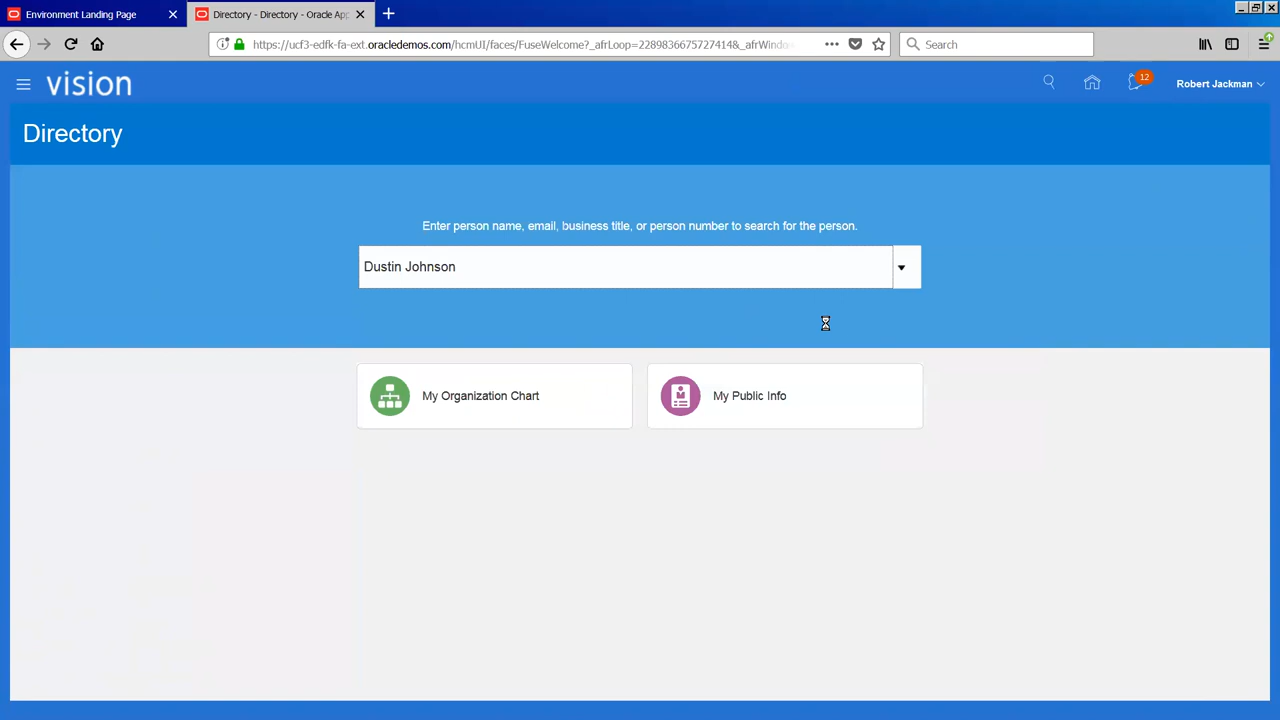 Environment Landing Page
Directory - Directory - Oracle App
https://ucf3-edfk-fa-ext.oracledemos.com/hcmUI/faces/FuseWelcome?_afrLoop=22898366757274​14&_afrWindo
Search
vision
12
Robert Jackman
Directory
Enter person name, email, business title, or person number to search for the person.
Dustin Johnson
My Organization Chart
My Public Info